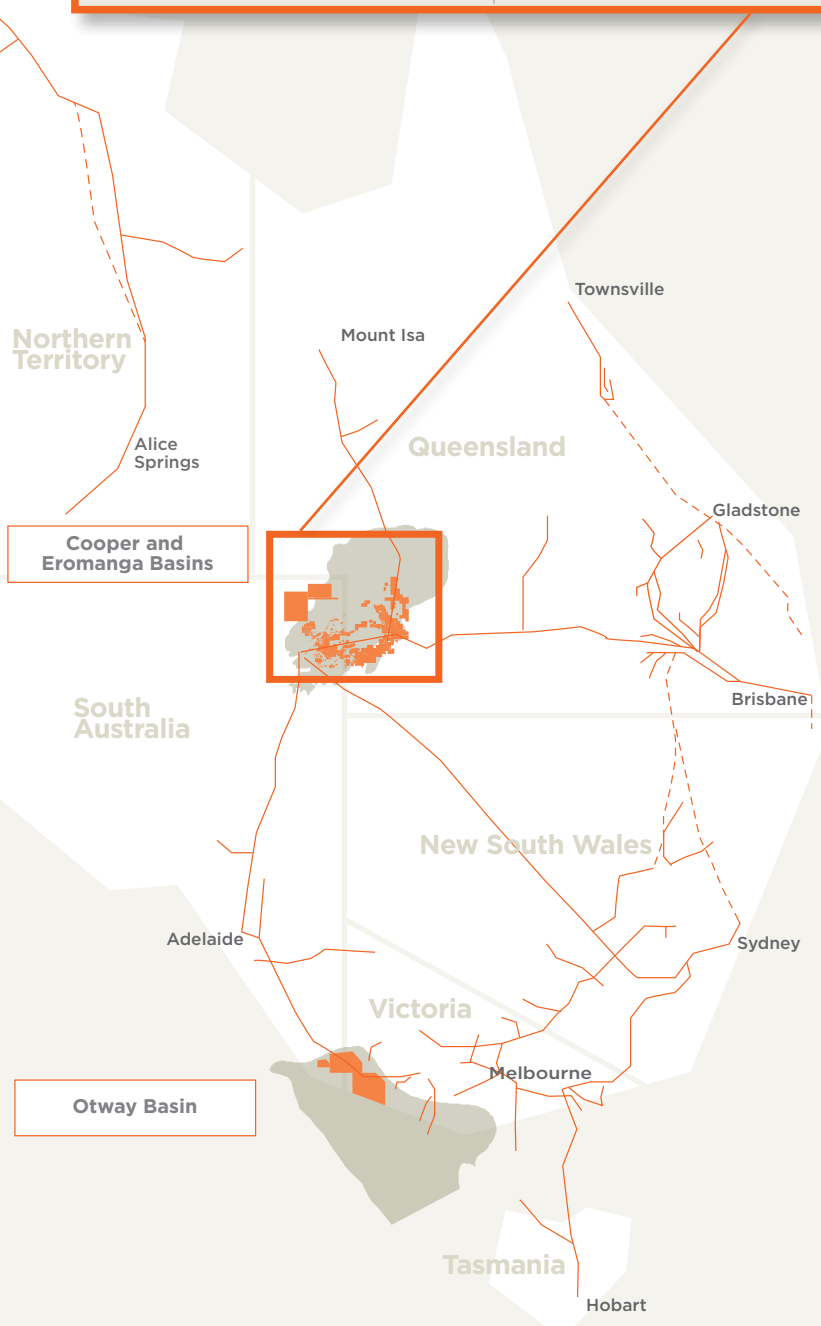 Townsville
Mount Isa
Northern
Territory
Queensland
Alice
Springs
Gladstone
Cooper and
Eromanga Basins
Brisbane
South
Australia
New South Wales
Adelaide
Sydney
Victoria
Melbourne
Otway Basin
Tasmania
Hobart